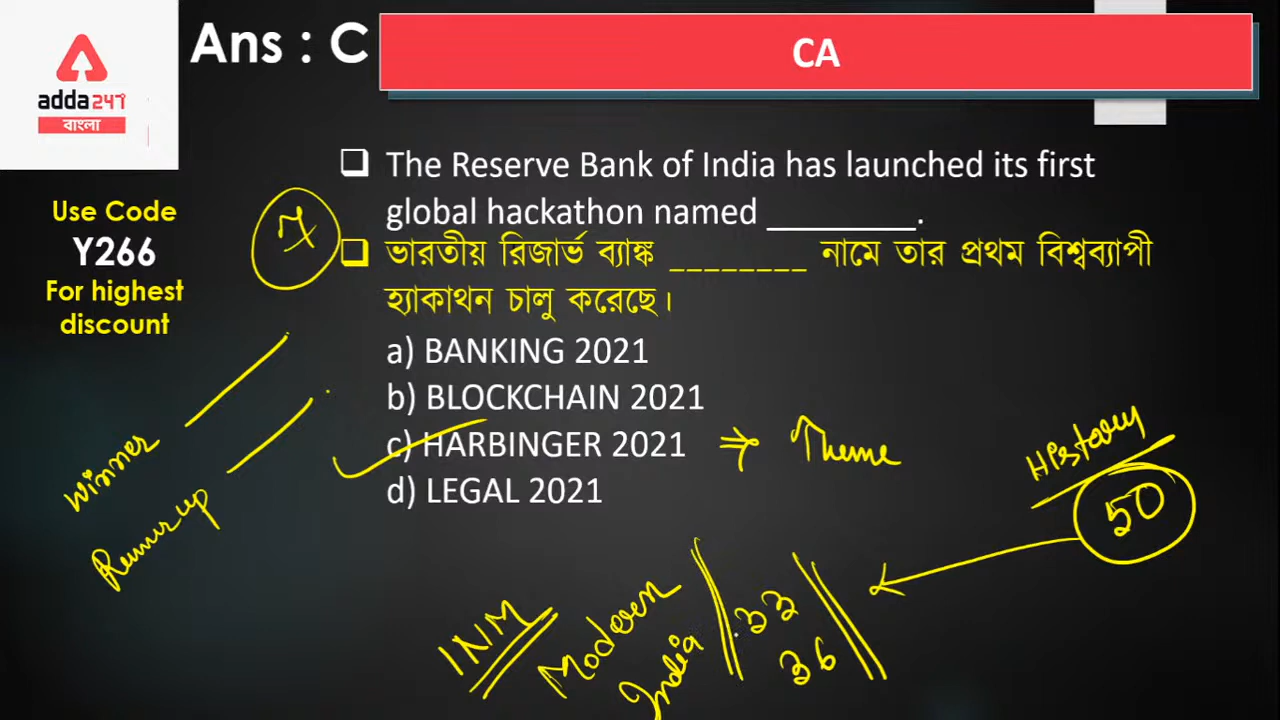 Ans : C
CA
adda247
বাংলা
The Reserve Bank of India has launched its first
global hackathon named ________.
ভারতীয় রিজার্ভ ব্যাঙ্ক ________ নামে তার প্রথম বিশ্বব্যাপী
হ্যাকাথন চালু করেছে।
Use Code
Y266
For highest
discount
a) BANKING 2021
b) BLOCKCHAIN 2021
c) HARBINGER 2021 ⇒ Theme
d) LEGAL 2021
Winner
Runner up
History
50
INM
Modern
India
33
36